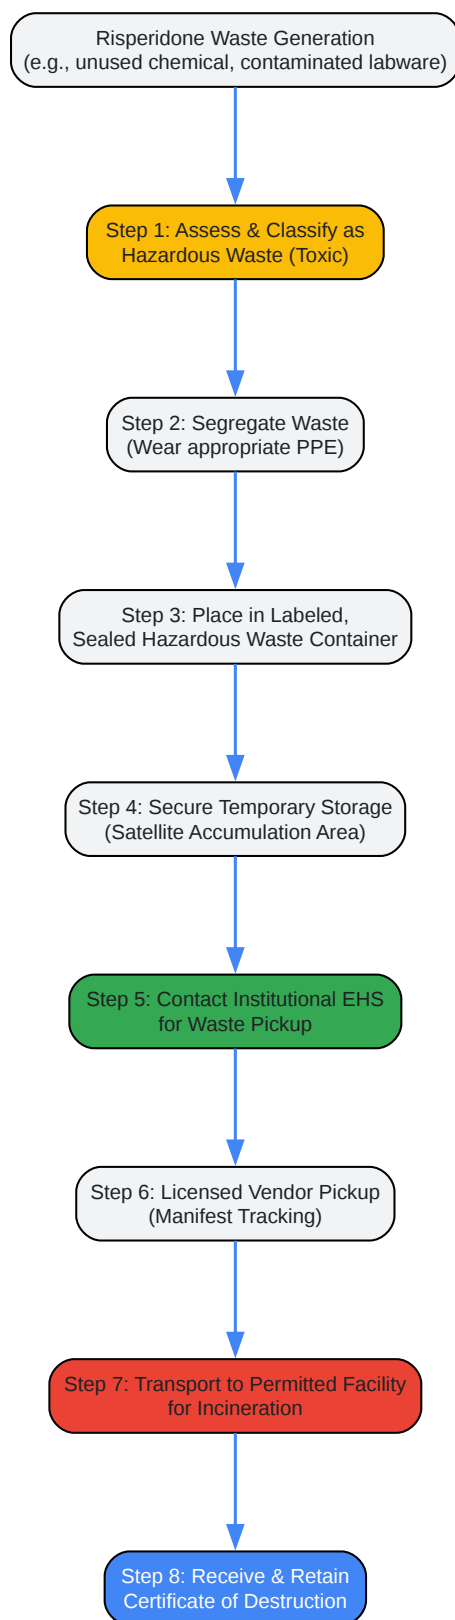 Risperidone Waste Generation
(e.g., unused chemical, contaminated labware)
Step 1: Assess & Classify as
Hazardous Waste (Toxic)
Step 2: Segregate Waste
(Wear appropriate PPE)
Step 3: Place in Labeled,
Sealed Hazardous Waste Container
Step 4: Secure Temporary Storage
(Satellite Accumulation Area)
Step 5: Contact Institutional EHS
for Waste Pickup
Step 6: Licensed Vendor Pickup
(Manifest Tracking)
Step 7: Transport to Permitted Facility
for Incineration
Step 8: Receive & Retain
Certificate of Destruction